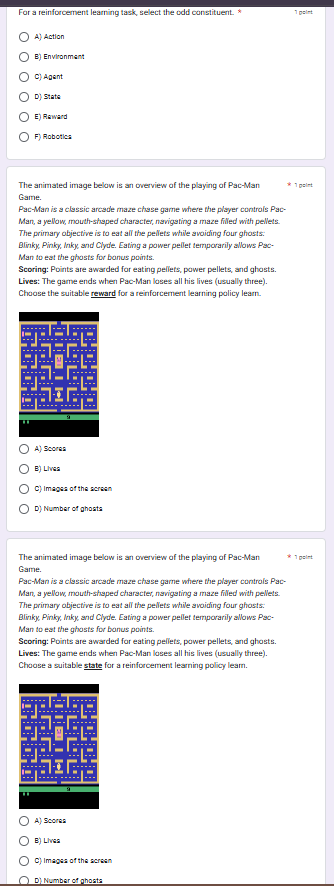 For a reinforcement learning task, select the odd constituent. * 1 point
A) Action
B) Environment
C) Agent
D) State
E) Reward
F) Robotics
The animated image below is an overview of the playing of Pac-Man * 1 point
Game.
Pac-Man is a classic arcade maze chase game where the player controls Pac-
Man, a yellow, mouth-shaped character, navigating a maze filled with pellets.
The primary objective is to eat all the pellets while avoiding four ghosts:
Blinky, Pinky, Inky, and Clyde. Eating a power pellet temporarily allows Pac-
Man to eat the ghosts for bonus points.
Scoring: Points are awarded for eating pellets, power pellets, and ghosts.
Lives: The game ends when Pac-Man loses all his lives (usually three).
Choose the suitable reward for a reinforcement learning policy learn.
A) Scores
B) Lives
C) Images of the screen
D) Number of ghosts
The animated image below is an overview of the playing of Pac-Man * 1 point
Game.
Pac-Man is a classic arcade maze chase game where the player controls Pac-
Man, a yellow, mouth-shaped character, navigating a maze filled with pellets.
The primary objective is to eat all the pellets while avoiding four ghosts:
Blinky, Pinky, Inky, and Clyde. Eating a power pellet temporarily allows Pac-
Man to eat the ghosts for bonus points.
Scoring: Points are awarded for eating pellets, power pellets, and ghosts.
Lives: The game ends when Pac-Man loses all his lives (usually three).
Choose a suitable state for a reinforcement learning policy learn.
A) Scores
B) Lives
C) Images of the screen
D) Number of ghosts